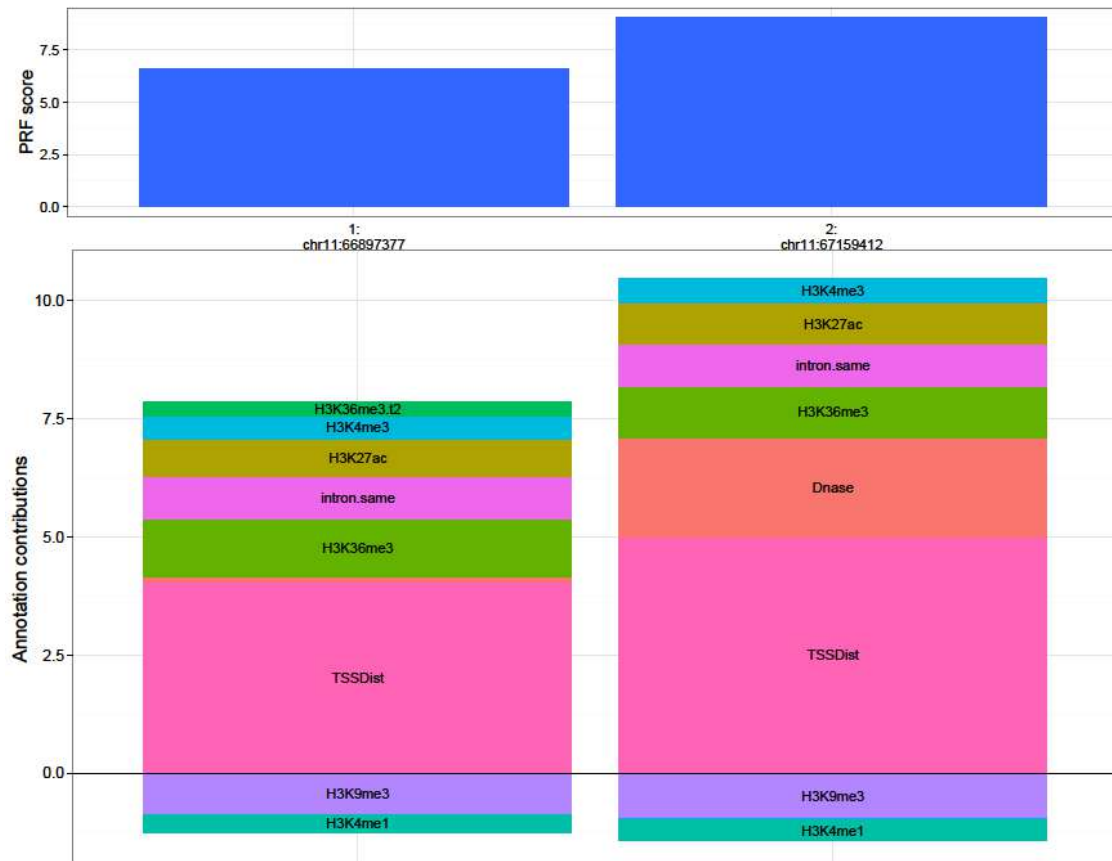 PRF score
7.5
5.0
2.5
0.0
1:
chr11:66897377
2:
chr11:67159412
Annotation contributions
10.0
7.5
5.0
2.5
0.0
H3K36me3.t2
H3K4me3
H3K27ac
intron.same
H3K36me3
TSSDist
H3K9me3
H3K4me1
H3K4me3
H3K27ac
intron.same
H3K36me3
Dnase
TSSDist
H3K9me3
H3K4me1